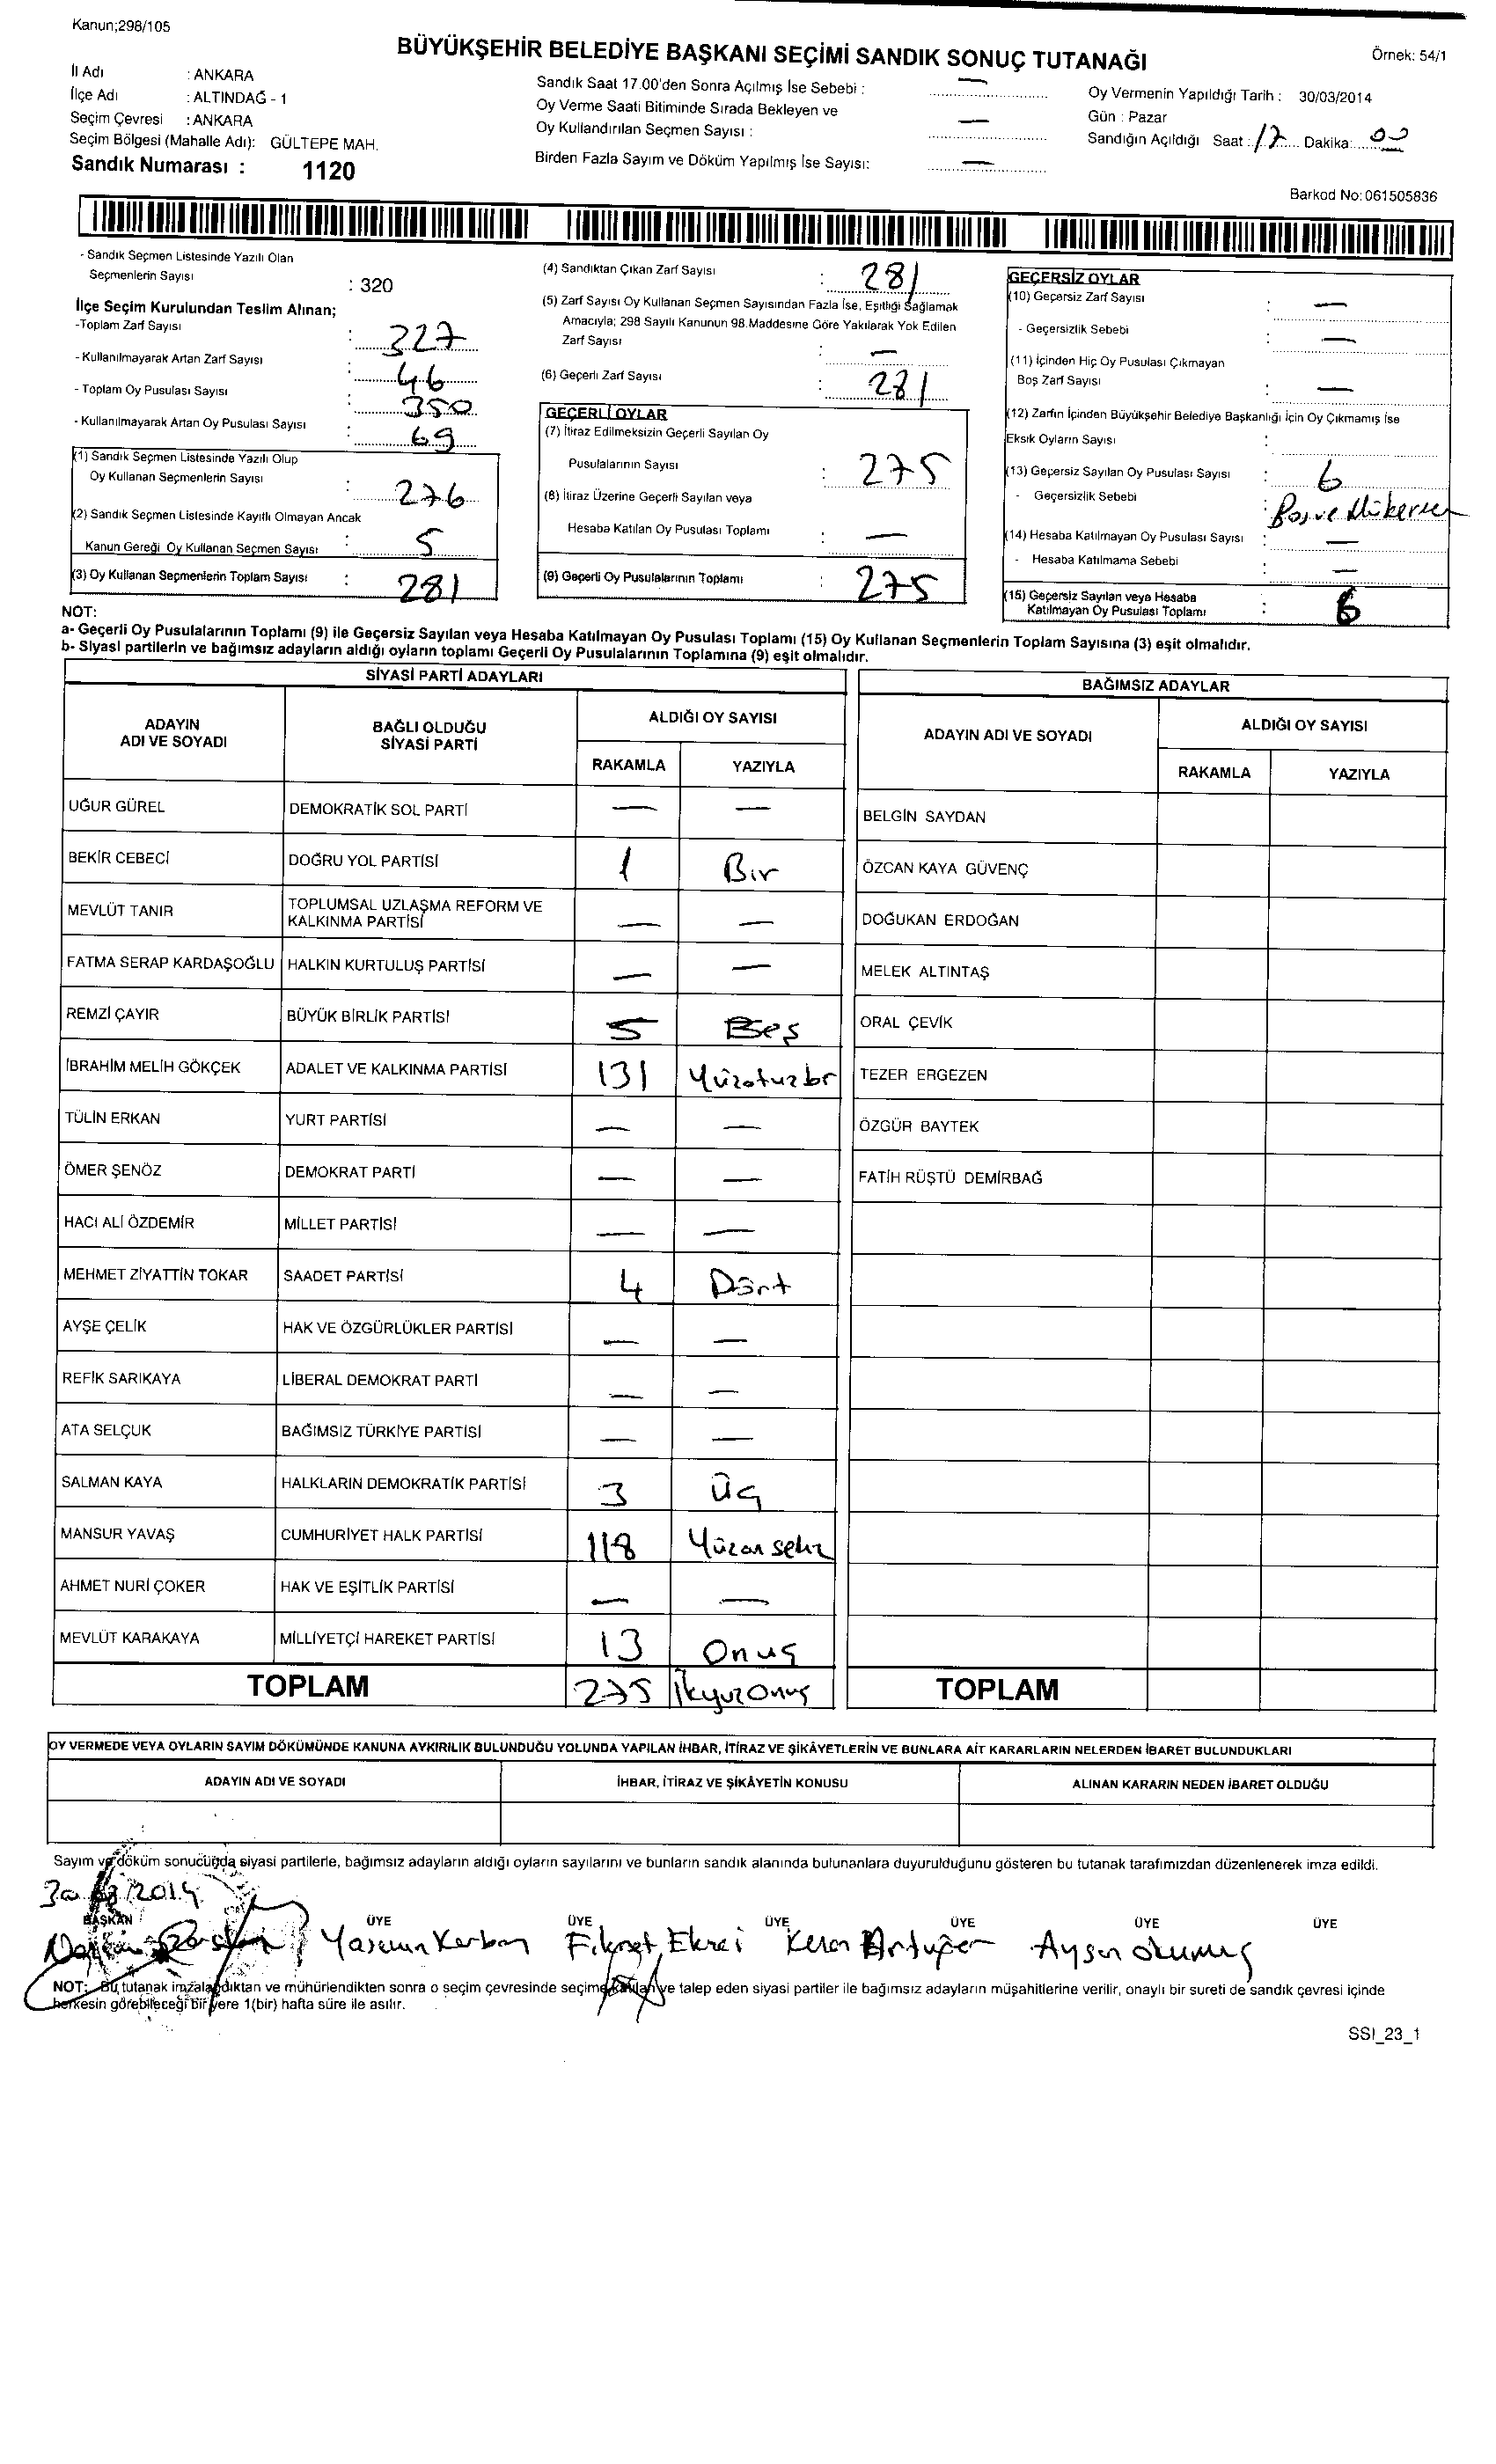 Kanun;298/105
BÜYÜKŞEHİR BELEDİYE BAŞKANI SEÇİMİ SANDIK SONUÇ TUTANAĞI
Örnek: 54/1
İl Adı : ANKARA
İlçe Adı : ALTINDAĞ - 1
Seçim Çevresi : ANKARA
Seçim Bölgesi (Mahalle Adı): GÜLTEPE MAH.
Sandık Numarası : 1120
Sandık Saat 17.00'den Sonra Açılmış İse Sebebi : —
Oy Verme Saati Bitiminde Sırada Bekleyen ve
Oy Kullandırılan Seçmen Sayısı : —
Birden Fazla Sayım ve Döküm Yapılmış İse Sayısı: —
Oy Vermenin Yapıldığı Tarih : 30/03/2014
Gün : Pazar
Sandığın Açıldığı Saat : 17 Dakika: 00
Barkod No: 061505836
- Sandık Seçmen Listesinde Yazılı Olan
Seçmenlerin Sayısı : 320
İlçe Seçim Kurulundan Teslim Alınan;
-Toplam Zarf Sayısı : 327
- Kullanılmayarak Artan Zarf Sayısı : 46
- Toplam Oy Pusulası Sayısı : 350
- Kullanılmayarak Artan Oy Pusulası Sayısı : 69
(1) Sandık Seçmen Listesinde Yazılı Olup
Oy Kullanan Seçmenlerin Sayısı : 276
(2) Sandık Seçmen Listesinde Kayıtlı Olmayan Ancak
Kanun Gereği Oy Kullanan Seçmen Sayısı : 5
(3) Oy Kullanan Seçmenlerin Toplam Sayısı : 281
(4) Sandıktan Çıkan Zarf Sayısı : 281
(5) Zarf Sayısı Oy Kullanan Seçmen Sayısından Fazla İse, Eşitliği Sağlamak
Amacıyla; 298 Sayılı Kanunun 98.Maddesine Göre Yakılarak Yok Edilen
Zarf Sayısı : —
(6) Geçerli Zarf Sayısı : 281
GEÇERLİ OYLAR
(7) İtiraz Edilmeksizin Geçerli Sayılan Oy
Pusulalarının Sayısı : 275
(8) İtiraz Üzerine Geçerli Sayılan veya
Hesaba Katılan Oy Pusulası Toplamı : —
(9) Geçerli Oy Pusulalarının Toplamı : 275
GEÇERSİZ OYLAR
(10) Geçersiz Zarf Sayısı : —
- Geçersizlik Sebebi : —
(11) İçinden Hiç Oy Pusulası Çıkmayan
Boş Zarf Sayısı : —
(12) Zarfın İçinden Büyükşehir Belediye Başkanlığı İçin Oy Çıkmamış İse
Eksik Oyların Sayısı :
(13) Geçersiz Sayılan Oy Pusulası Sayısı : 6
- Geçersizlik Sebebi : Boş ve Mükerrer
(14) Hesaba Katılmayan Oy Pusulası Sayısı : —
- Hesaba Katılmama Sebebi : —
(15) Geçersiz Sayılan veya Hesaba
Katılmayan Oy Pusulası Toplamı : 6
NOT:
a- Geçerli Oy Pusulalarının Toplamı (9) ile Geçersiz Sayılan veya Hesaba Katılmayan Oy Pusulası Toplamı (15) Oy Kullanan Seçmenlerin Toplam Sayısına (3) eşit olmalıdır.
b- Siyasi partilerin ve bağımsız adayların aldığı oyların toplamı Geçerli Oy Pusulalarının Toplamına (9) eşit olmalıdır.
SİYASİ PARTİ ADAYLARI
ADAYIN ADI VE SOYADI BAĞLI OLDUĞU SİYASİ PARTİ ALDIĞI OY SAYISI
RAKAMLA YAZIYLA
UĞUR GÜREL DEMOKRATİK SOL PARTİ — —
BEKİR CEBECİ DOĞRU YOL PARTİSİ 1 Bir
MEVLÜT TANIR TOPLUMSAL UZLAŞMA REFORM VE KALKINMA PARTİSİ — —
FATMA SERAP KARDAŞOĞLU HALKIN KURTULUŞ PARTİSİ — —
REMZİ ÇAYIR BÜYÜK BİRLİK PARTİSİ 5 Beş
İBRAHİM MELİH GÖKÇEK ADALET VE KALKINMA PARTİSİ 131 Yüzotuzbr
TÜLİN ERKAN YURT PARTİSİ — —
ÖMER ŞENÖZ DEMOKRAT PARTİ — —
HACI ALİ ÖZDEMİR MİLLET PARTİSİ — —
MEHMET ZİYATTİN TOKAR SAADET PARTİSİ 4 Dört
AYŞE ÇELİK HAK VE ÖZGÜRLÜKLER PARTİSİ — —
REFİK SARIKAYA LİBERAL DEMOKRAT PARTİ — —
ATA SELÇUK BAĞIMSIZ TÜRKİYE PARTİSİ — —
SALMAN KAYA HALKLARIN DEMOKRATİK PARTİSİ 3 Üç
MANSUR YAVAŞ CUMHURİYET HALK PARTİSİ 118 Yüzon sekiz
AHMET NURİ ÇOKER HAK VE EŞİTLİK PARTİSİ — —
MEVLÜT KARAKAYA MİLLİYETÇİ HAREKET PARTİSİ 13 Onuç
TOPLAM 275
BAĞIMSIZ ADAYLAR
ADAYIN ADI VE SOYADI ALDIĞI OY SAYISI
RAKAMLA YAZIYLA
BELGİN SAYDAN
ÖZCAN KAYA GÜVENÇ
DOĞUKAN ERDOĞAN
MELEK ALTINTAŞ
ORAL ÇEVİK
TEZER ERGEZEN
ÖZGÜR BAYTEK
FATİH RÜŞTÜ DEMİRBAĞ
TOPLAM
OY VERMEDE VEYA OYLARIN SAYIM DÖKÜMÜNDE KANUNA AYKIRILIK BULUNDUĞU YOLUNDA YAPILAN İHBAR, İTİRAZ VE ŞİKÂYETLERİN VE BUNLARA AİT KARARLARIN NELERDEN İBARET BULUNDUKLARI
ADAYIN ADI VE SOYADI İHBAR, İTİRAZ VE ŞİKÂYETİN KONUSU ALINAN KARARIN NEDEN İBARET OLDUĞU
Sayım ve döküm sonucunda siyasi partilerle, bağımsız adayların aldığı oyların sayılarını ve bunların sandık alanında bulunanlara duyurulduğunu gösteren bu tutanak tarafımızdan düzenlenerek imza edildi.
30/03/2014
BAŞKAN ÜYE ÜYE ÜYE ÜYE ÜYE ÜYE
Yasemin Fikret Aysın
NOT: Bu tutanak imzalandıktan ve mühürlendikten sonra o seçim çevresinde seçime katılan ve talep eden siyasi partiler ile bağımsız adayların müşahitlerine verilir, onaylı bir sureti de sandık çevresi içinde
herkesin görebileceği bir yere 1(bir) hafta süre ile asılır.
SSI_23_1